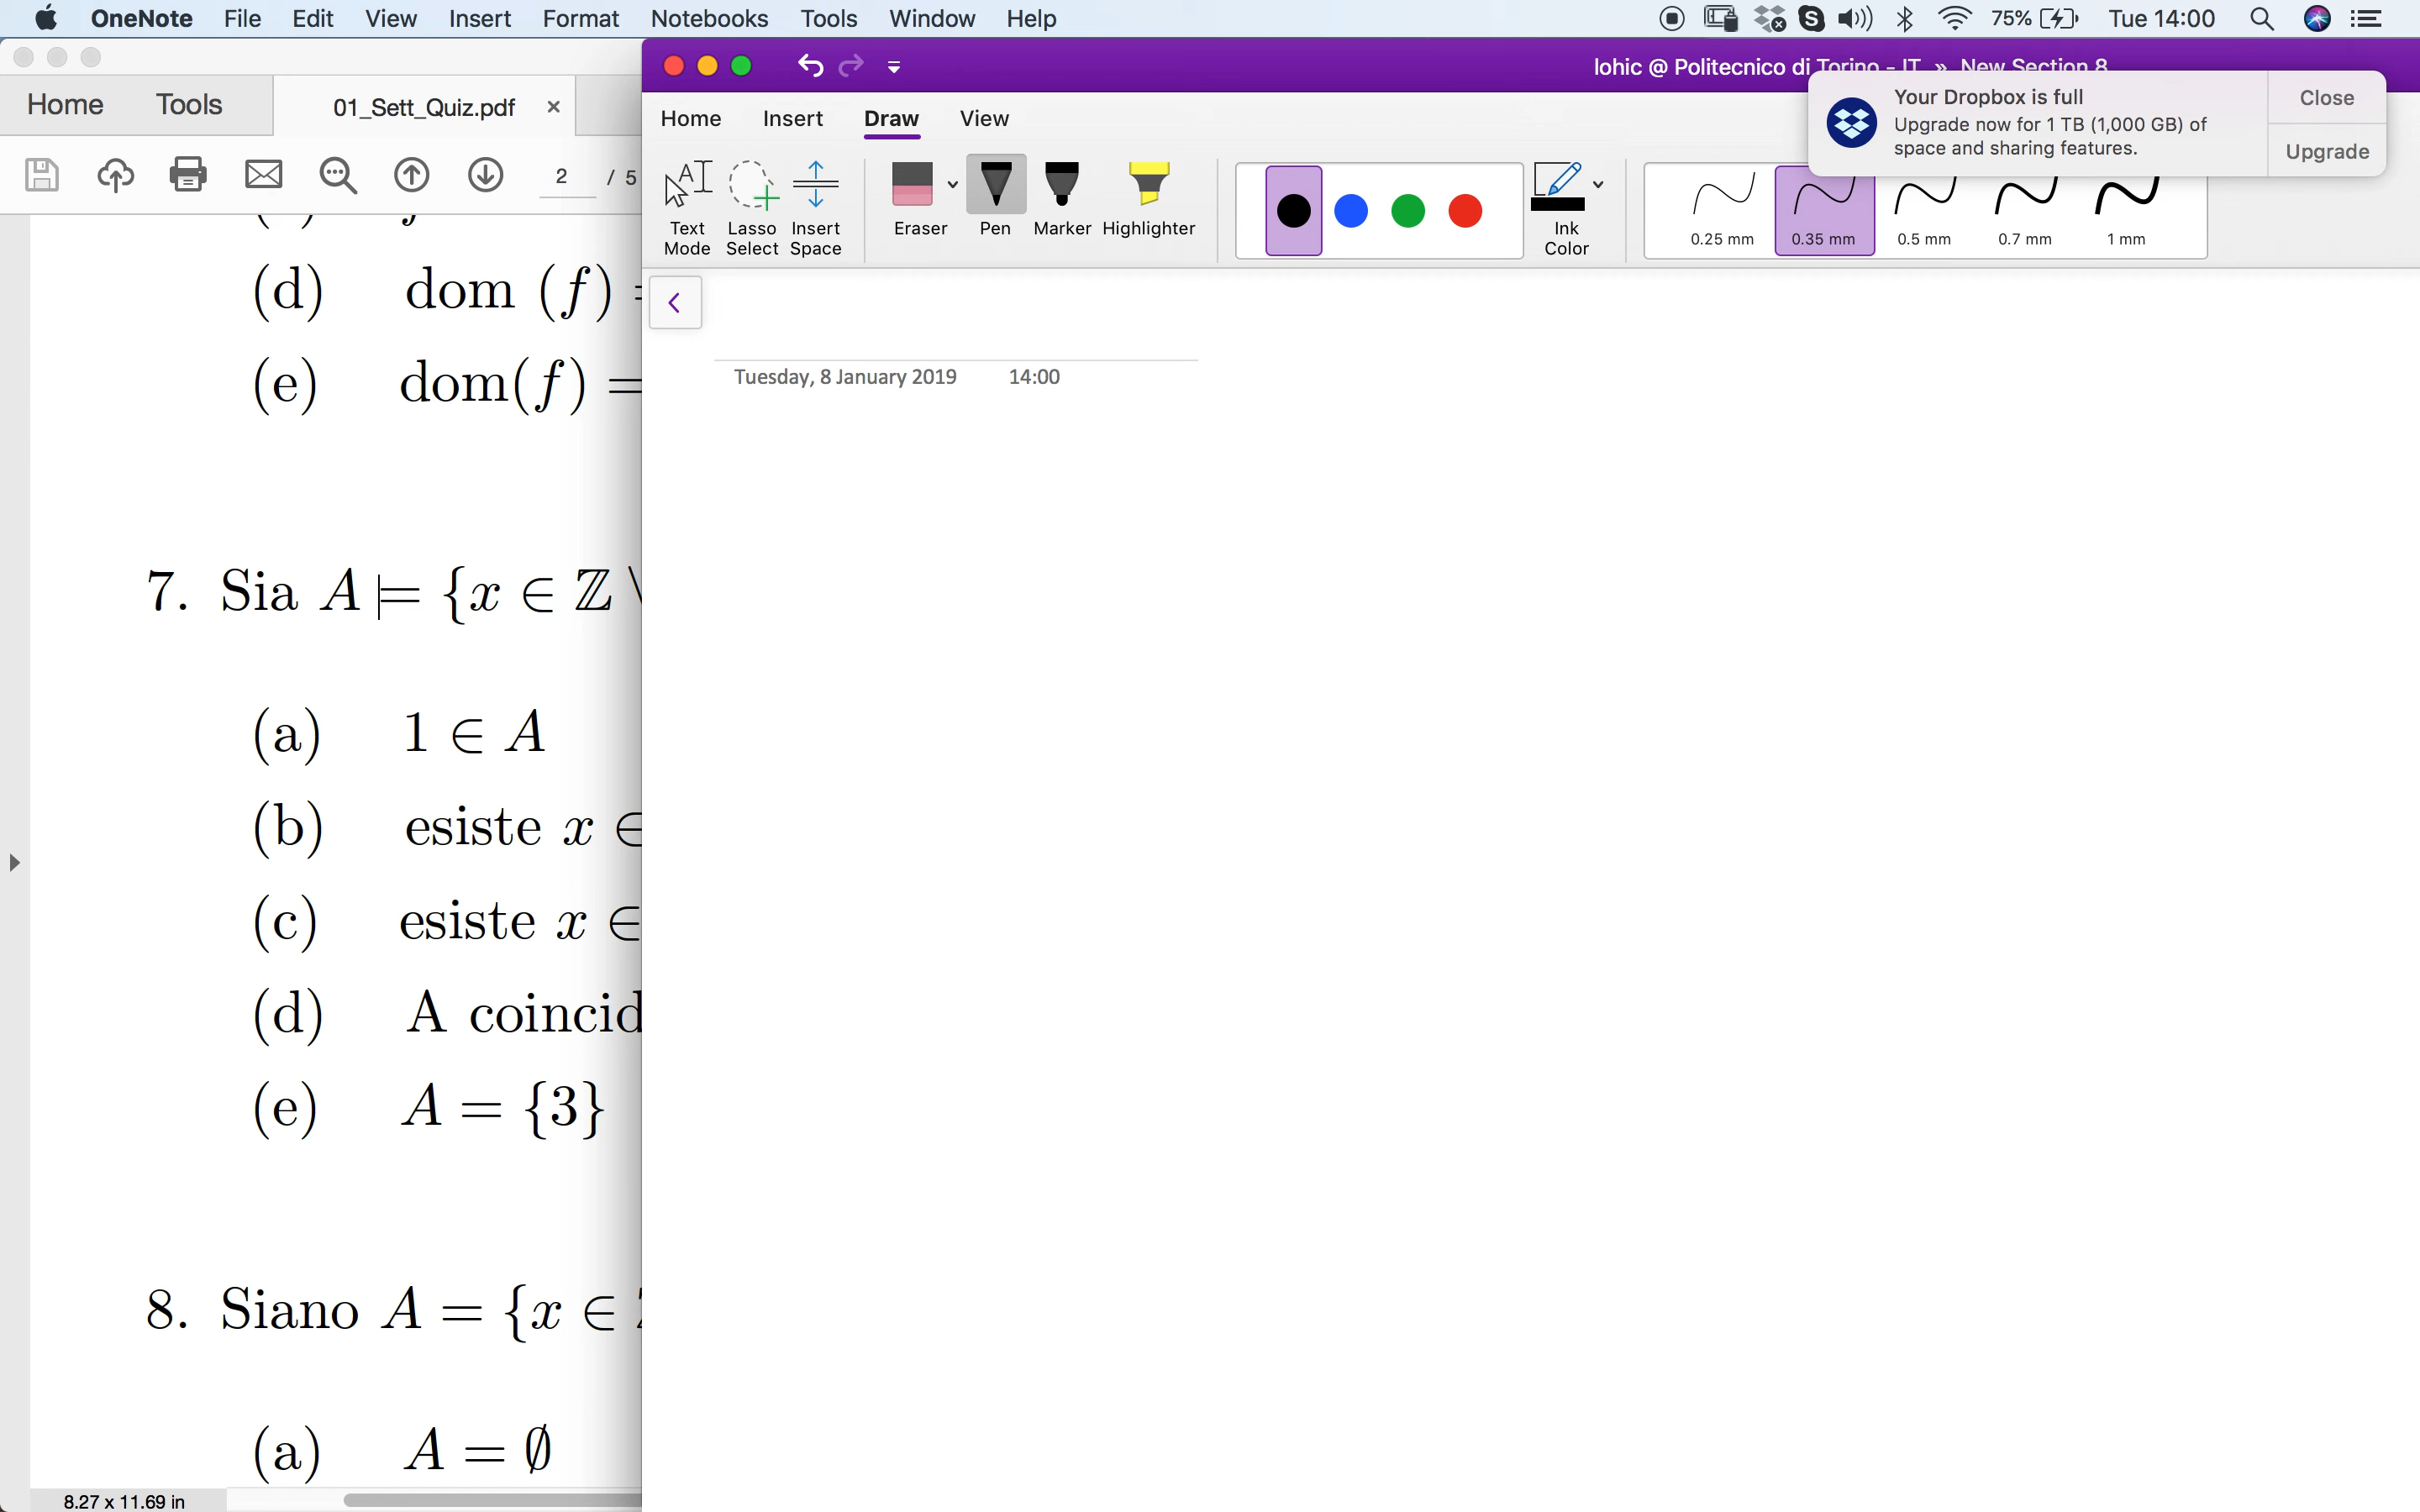 OneNote File Edit View Insert Format Notebooks Tools Window Help 75% Tue 14:00
Home Tools 01_Sett_Quiz.pdf ×
2 / 5
(d) dom (f)
(e) dom(f) =
7. Sia A = {x ∈ ℤ \
(a) 1 ∈ A
(b) esiste x ∈
(c) esiste x ∈
(d) A coincid
(e) A = {3}
8. Siano A = {x ∈
(a) A = ∅
8.27 x 11.69 in
lohic @ Politecnico di Torino - IT » New Section 8
Home Insert Draw View
Text Mode
Lasso Select
Insert Space
Eraser
Pen
Marker
Highlighter
Ink Color
0.25 mm 0.35 mm 0.5 mm 0.7 mm 1 mm
Your Dropbox is full
Upgrade now for 1 TB (1,000 GB) of
space and sharing features.
Close
Upgrade
Tuesday, 8 January 2019 14:00